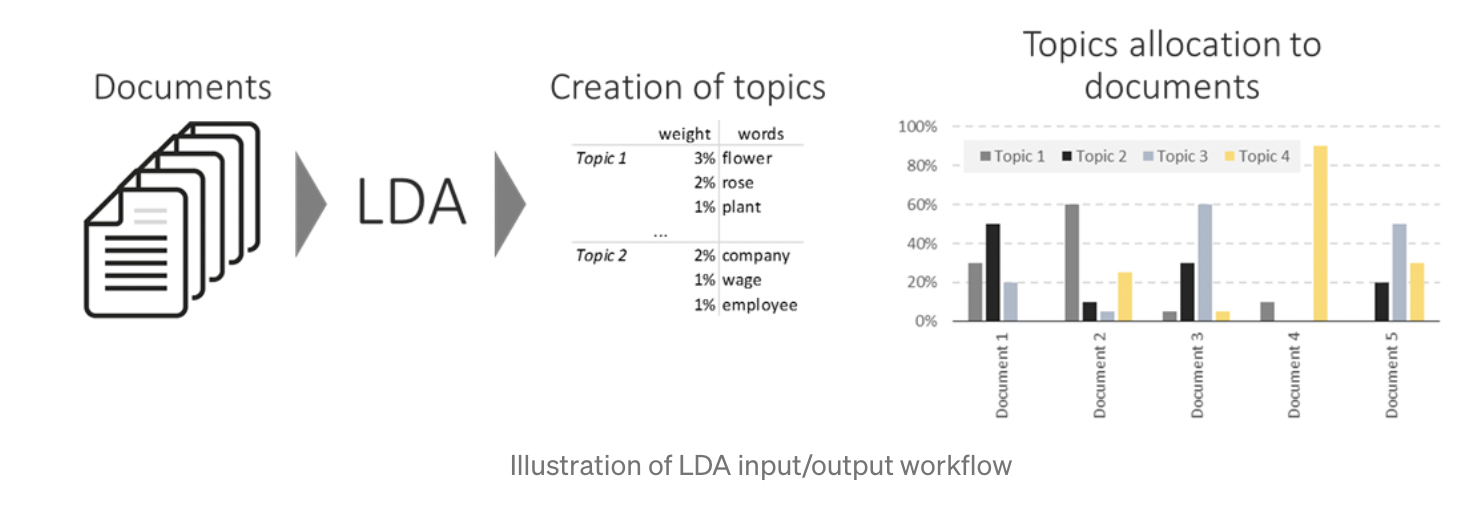 Documents
LDA
Creation of topics
weight words
Topic 1 3% flower
2% rose
1% plant
...
Topic 2 2% company
1% wage
1% employee
Topics allocation to
documents
100%
80%
60%
40%
20%
0%
Topic 1 Topic 2 Topic 3 Topic 4
Document 1
Document 2
Document 3
Document 4
Document 5
Illustration of LDA input/output workflow